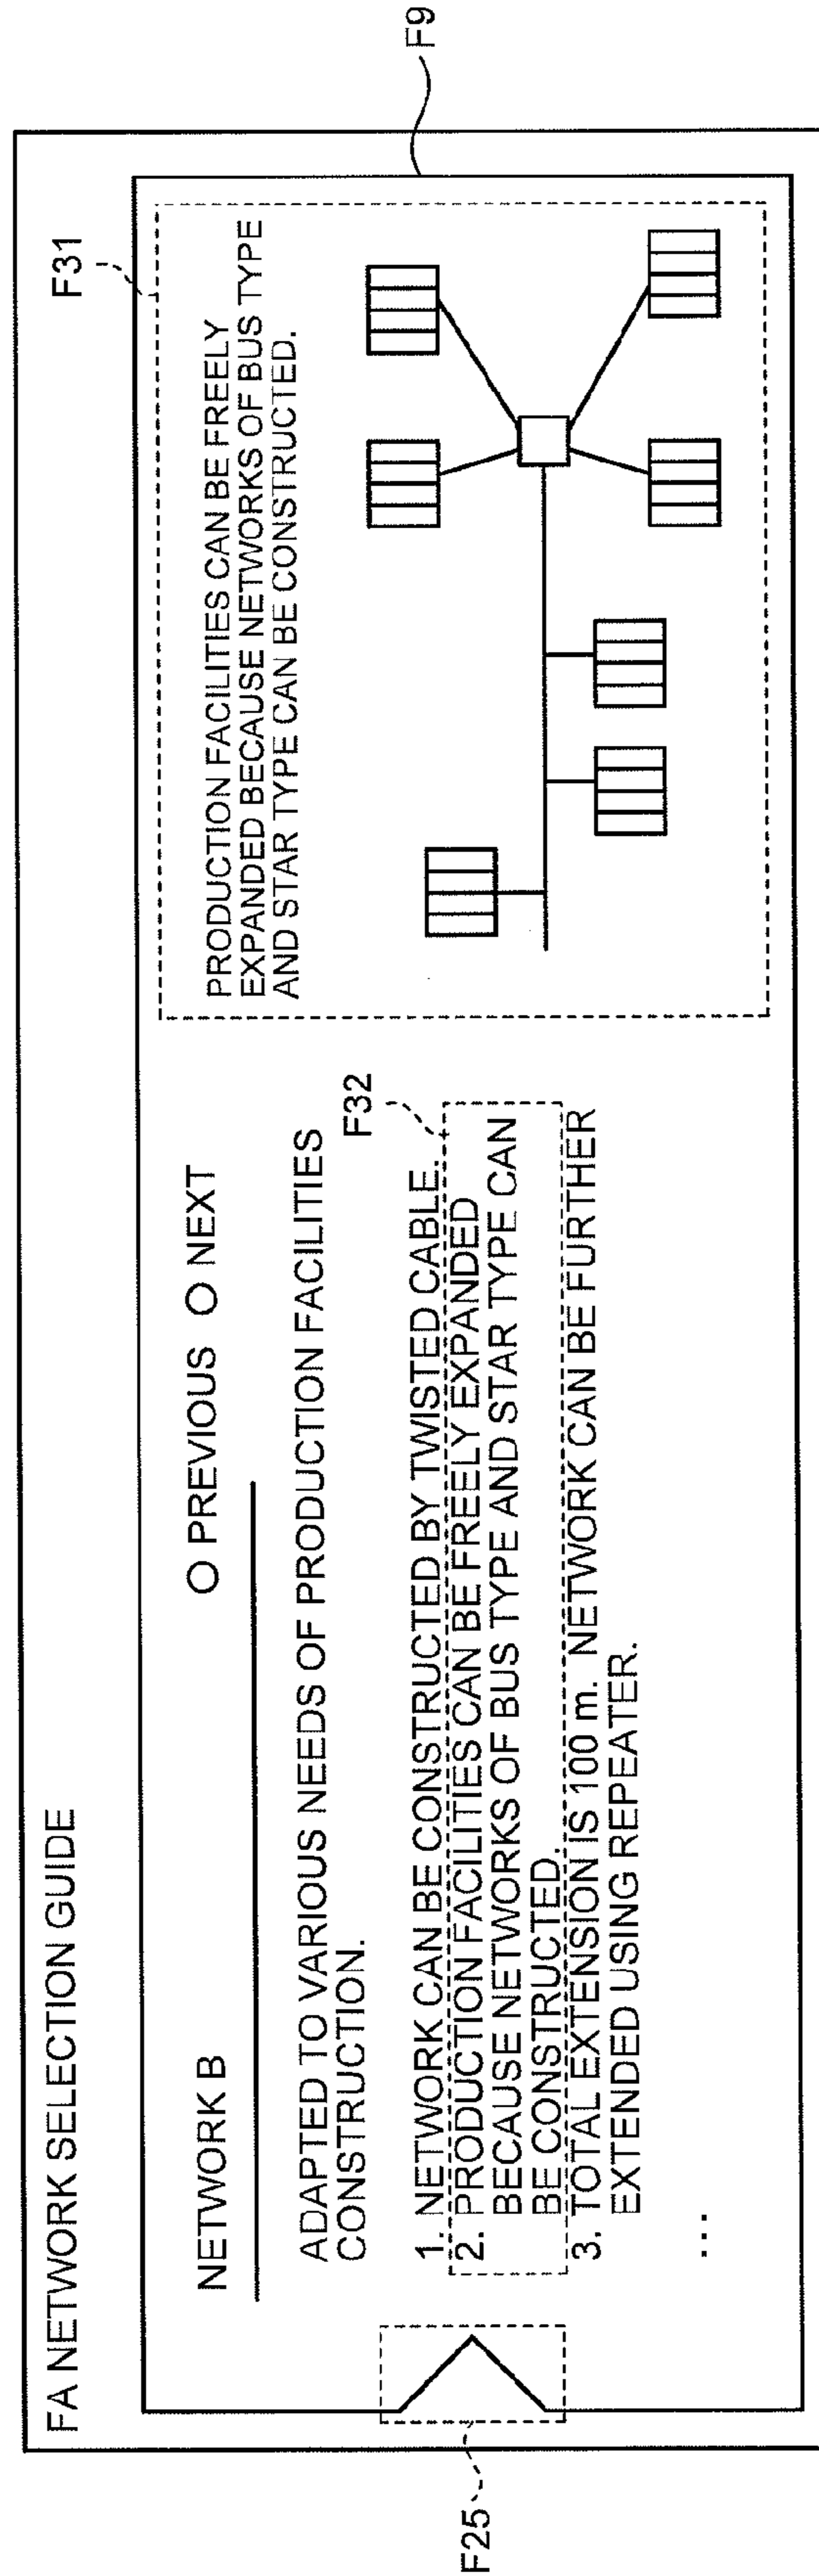 FA NETWORK SELECTION GUIDE
NETWORK B
O PREVIOUS O NEXT
ADAPTED TO VARIOUS NEEDS OF PRODUCTION FACILITIES
CONSTRUCTION.
1. NETWORK CAN BE CONSTRUCTED BY TWISTED CABLE.
2. PRODUCTION FACILITIES CAN BE FREELY EXPANDED
BECAUSE NETWORKS OF BUS TYPE AND STAR TYPE CAN
BE CONSTRUCTED.
3. TOTAL EXTENSION IS 100 m. NETWORK CAN BE FURTHER
EXTENDED USING REPEATER.
...
PRODUCTION FACILITIES CAN BE FREELY
EXPANDED BECAUSE NETWORKS OF BUS TYPE
AND STAR TYPE CAN BE CONSTRUCTED.
F25
F32
F31
F9